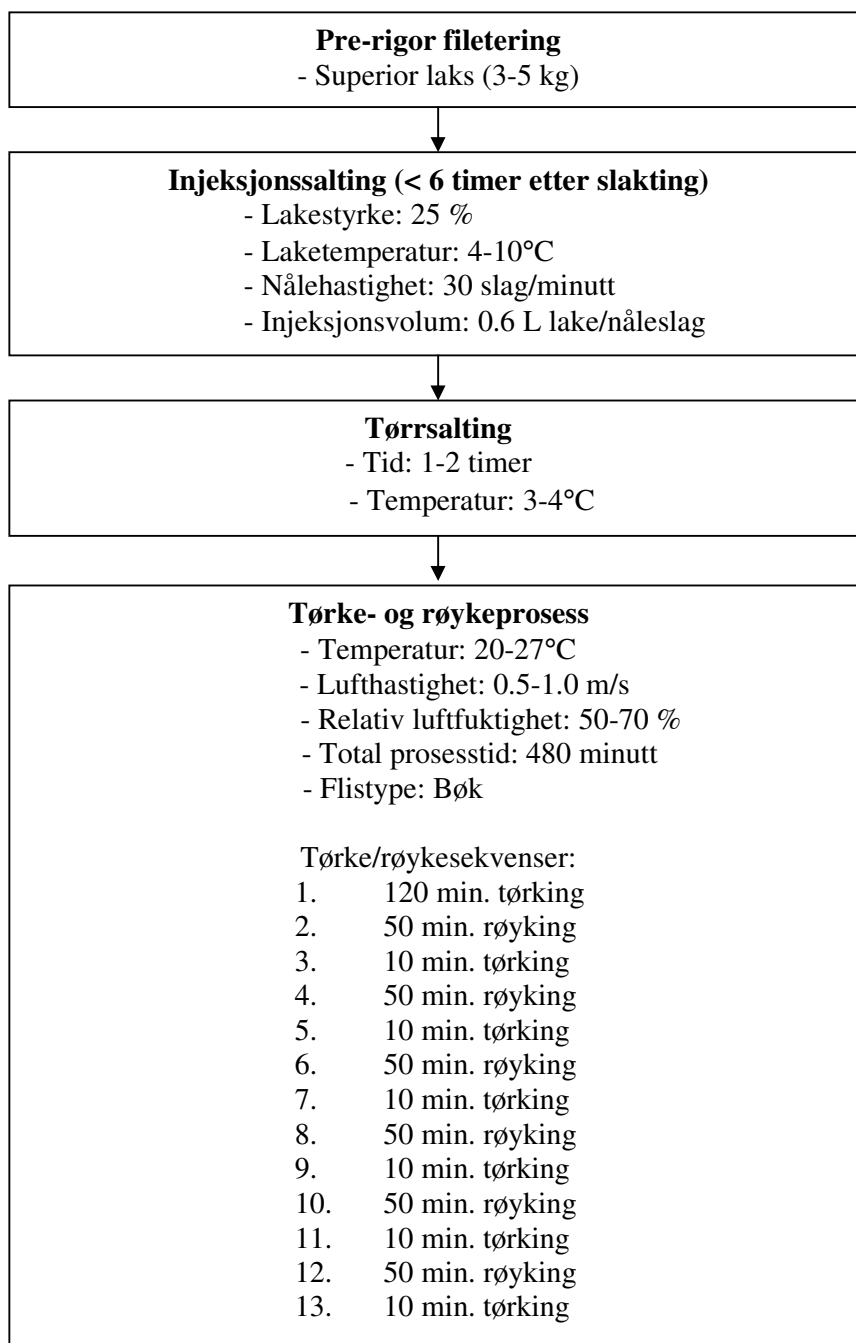 Pre-rigor filetering
- Superior laks (3-5 kg)
Injeksjonssalting (< 6 timer etter slakting)
- Lakestyrke: 25 %
- Laketemperatur: 4-10°C
- Nålehastighet: 30 slag/minutt
- Injeksjonsvolum: 0.6 L lake/nåleslag
Tørrsalting
- Tid: 1-2 timer
- Temperatur: 3-4°C
Tørke- og røykeprosess
- Temperatur: 20-27°C
- Lufthastighet: 0.5-1.0 m/s
- Relativ luftfuktighet: 50-70 %
- Total prosesstid: 480 minutt
- Flistype: Bøk
Tørke/røykesekvenser:
1. 120 min. tørking
2. 50 min. røyking
3. 10 min. tørking
4. 50 min. røyking
5. 10 min. tørking
6. 50 min. røyking
7. 10 min. tørking
8. 50 min. røyking
9. 10 min. tørking
10. 50 min. røyking
11. 10 min. tørking
12. 50 min. røyking
13. 10 min. tørking